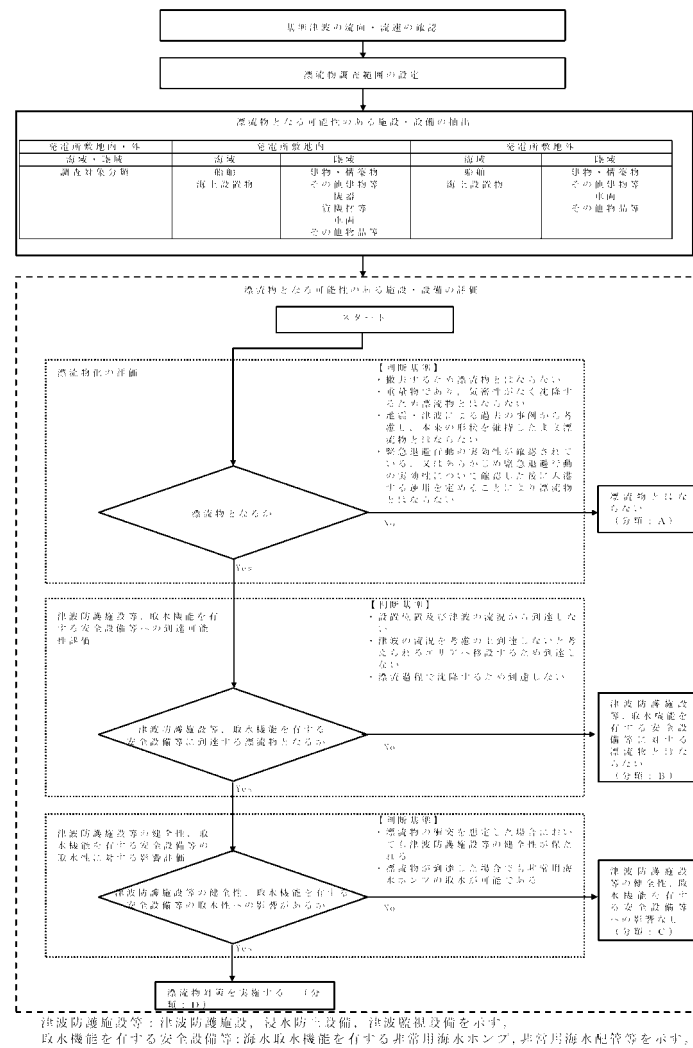 基準津波の流向・流速の確認
漂流物調査範囲の設定
漂流物となる可能性のある施設・設備の抽出
発電所敷地内・外 発電所敷地内 発電所敷地外
海域・陸域 海域 陸域 海域 陸域
調査対象分類 船舶 建物・構築物 船舶 建物・構築物
海上設置物 その他建物等 海上設置物 その他建物等
機器 車両
資機材等 その他物品等
車両
その他物品等
漂流物となる可能性のある施設・設備の評価
スタート
漂流物化の評価
【判断基準】
・撤去するため漂流物とはならない
・重量物であり、気密性がなく沈降す
るため漂流物とはならない
・地震・津波による過去の事例から考
慮し、本来の形状を維持したまま漂
流物とはならない
・緊急退避行動の実効性が確認されて
いる、又はあらかじめ緊急退避行動
の実効性について確認した後に入港
する運用を定めることにより漂流物
とはならない
漂流物となるか
No
漂流物とはな
らない
（分類：A）
Yes
津波防護施設等、取水機能を有
する安全設備等への到達可能
性評価
【判断基準】
・設置位置及び津波の流況から到達しな
い
・津波の流況を考慮の上到達しないた考
えられるエリアへ移設するため到達し
ない
・漂流過程で沈降するため到達しない
津波防護施設等、取水機能を有する
安全設備等に到達する漂流物となるか
No
津波防護施設
等、取水機能
を有する安全設
備等に対する
漂流物とはな
らない
（分類：B）
Yes
津波防護施設等の健全性、取
水機能を有する安全設備等の
取水性に対する影響評価
【判断基準】
・漂流物の衝突を想定した場合におい
ても津波防護施設等の健全性が保た
れる
・漂流物が到達した場合でも非常用海
水ポンプの取水が可能である
津波防護施設等の健全性、取水機能を有する
安全設備等の取水性への影響があるか
No
津波防護施設
等の健全性、取
水機能を有す
る安全設備等
への影響なし
（分類：C）
Yes
漂流物対策を実施する （分
類：D）
津波防護施設等：津波防護施設，浸水防止設備，津波監視設備を示す。
取水機能を有する安全設備等：海水取水機能を有する非常用海水ポンプ，非常用海水配管等を示す。